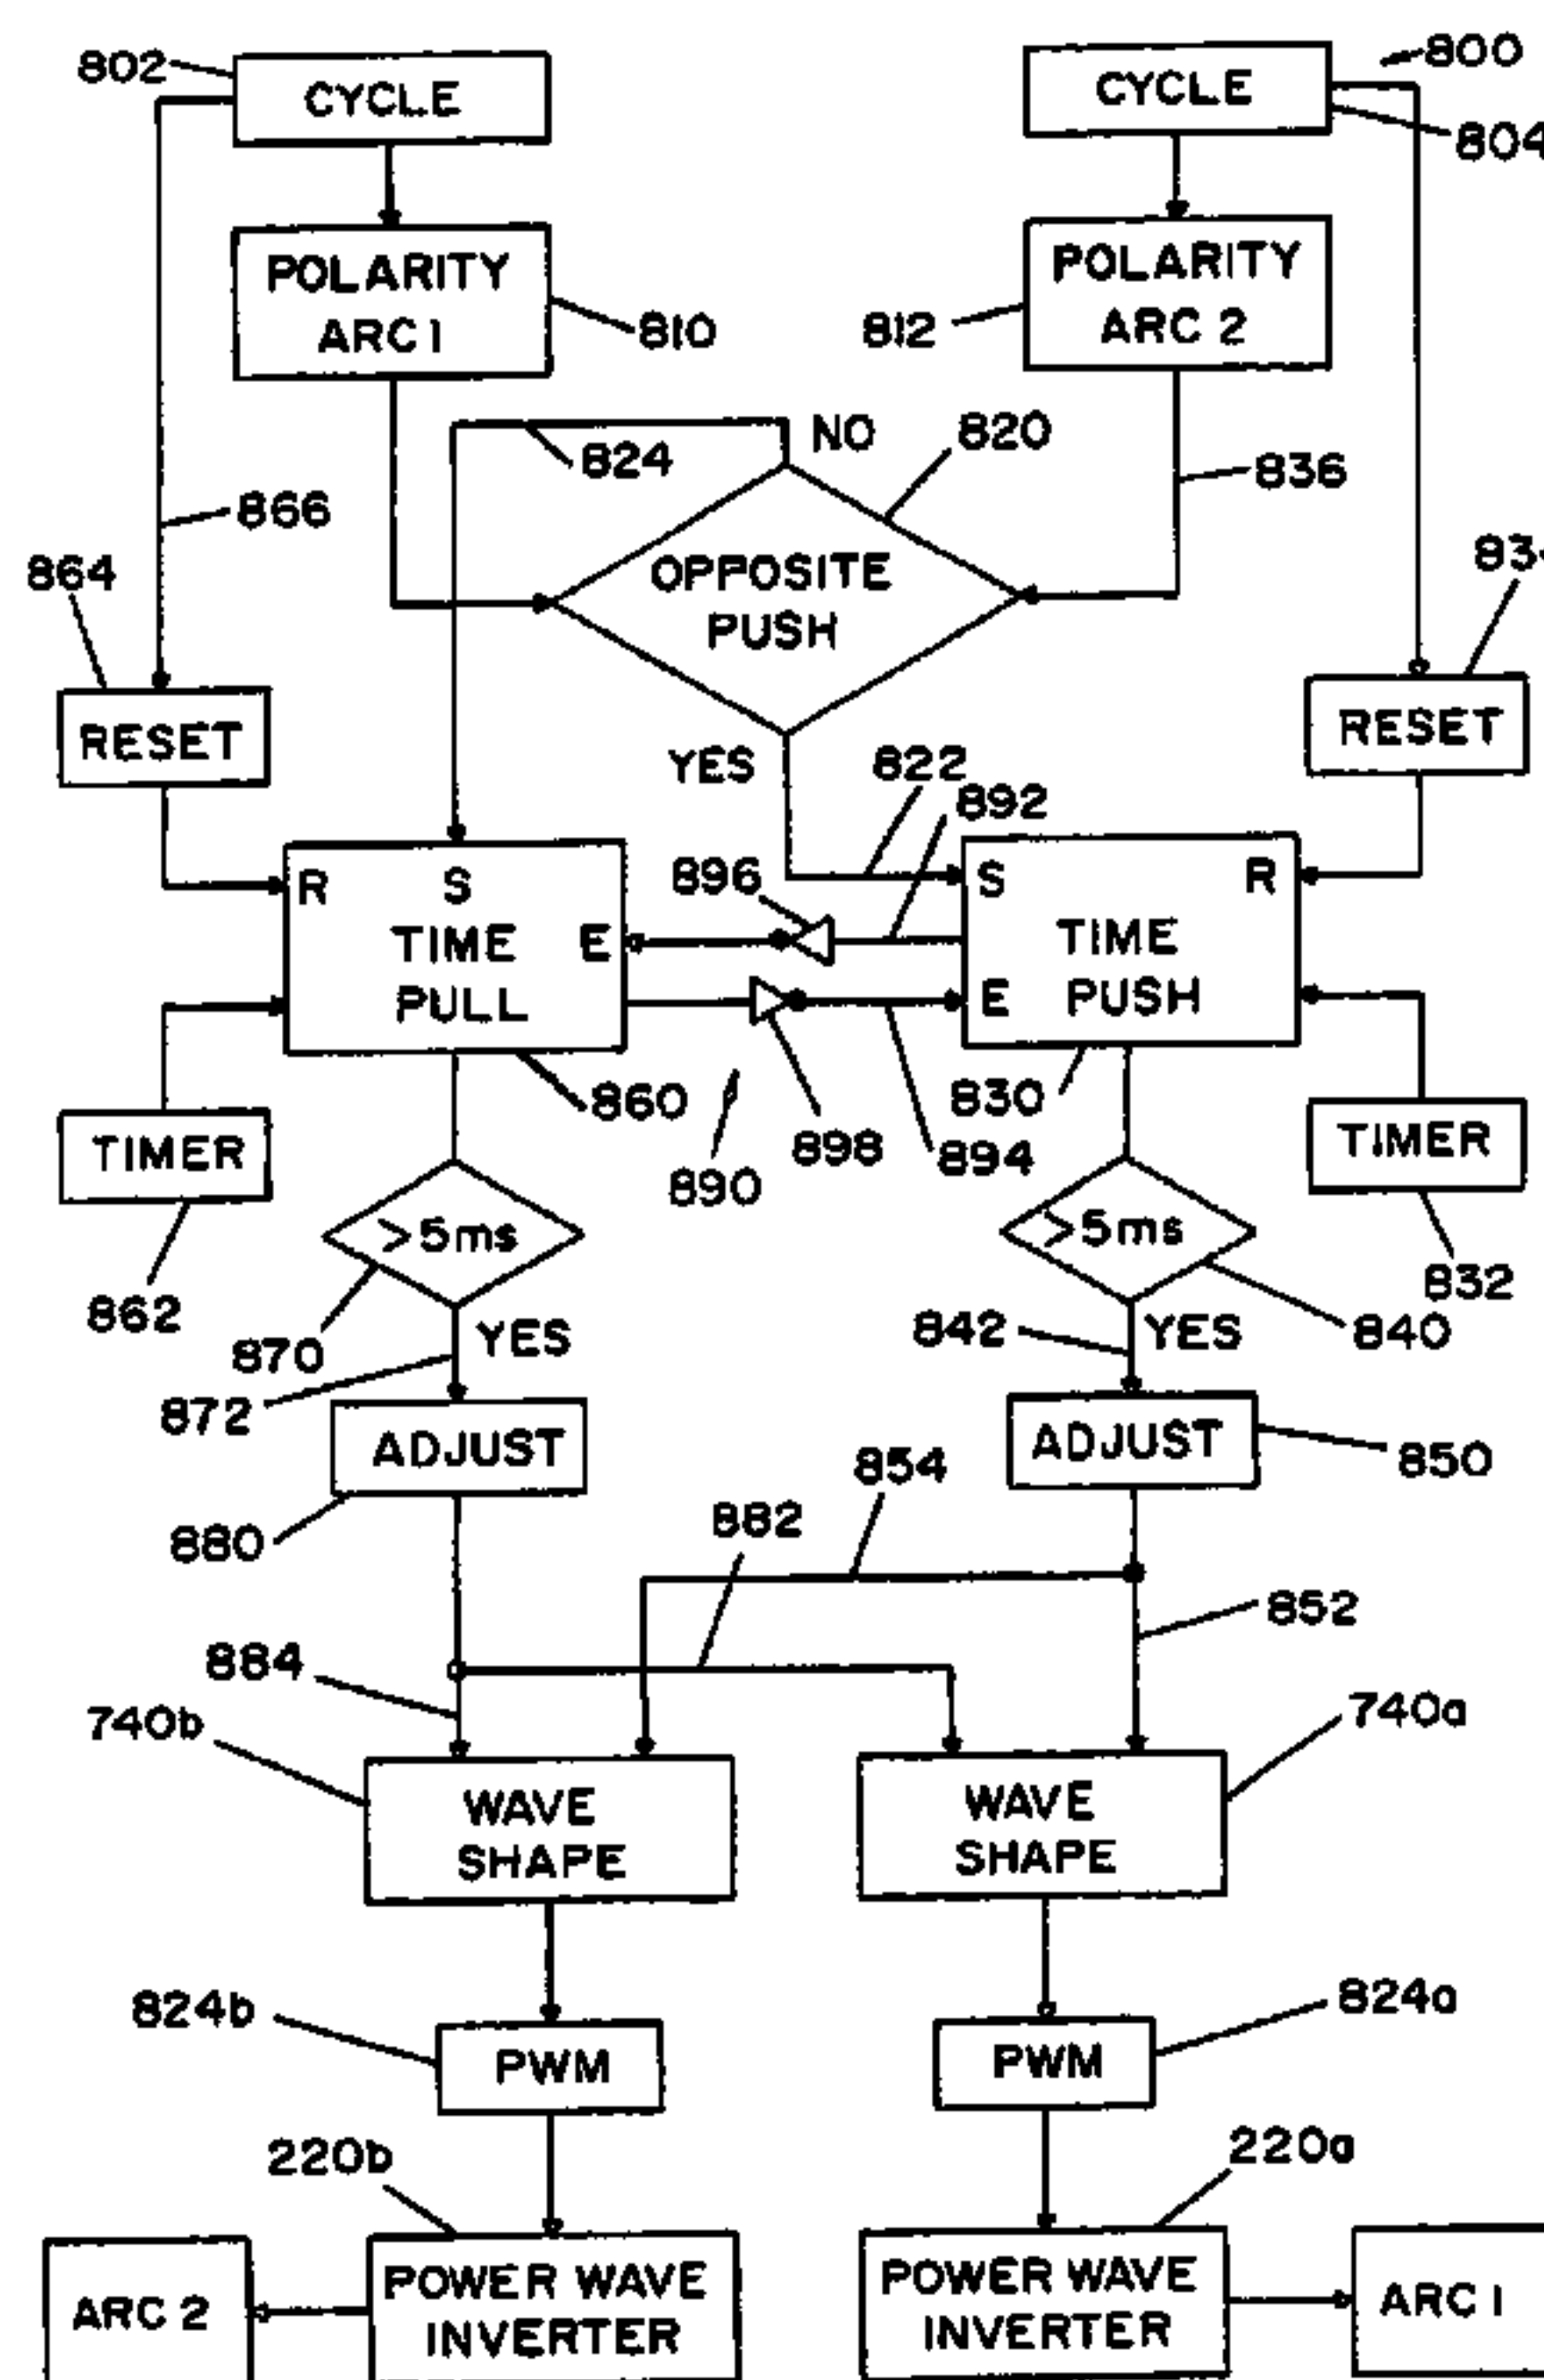 802
CYCLE
CYCLE
800
804
POLARITY
ARC 1
810
812
POLARITY
ARC 2
824
NO
820
836
866
864
OPPOSITE
PUSH
RESET
RESET
YES
822
892
R
S
TIME
PULL
E
896
S
R
TIME
PUSH
E
860
890
898
894
830
TIMER
TIMER
862
>5ms
>5ms
832
870
YES
872
842
YES
840
ADJUST
ADJUST
850
880
882
854
852
884
740b
740a
WAVE
SHAPE
WAVE
SHAPE
824b
PWM
PWM
824a
220b
220a
ARC 2
POWER WAVE
INVERTER
POWER WAVE
INVERTER
ARC 1